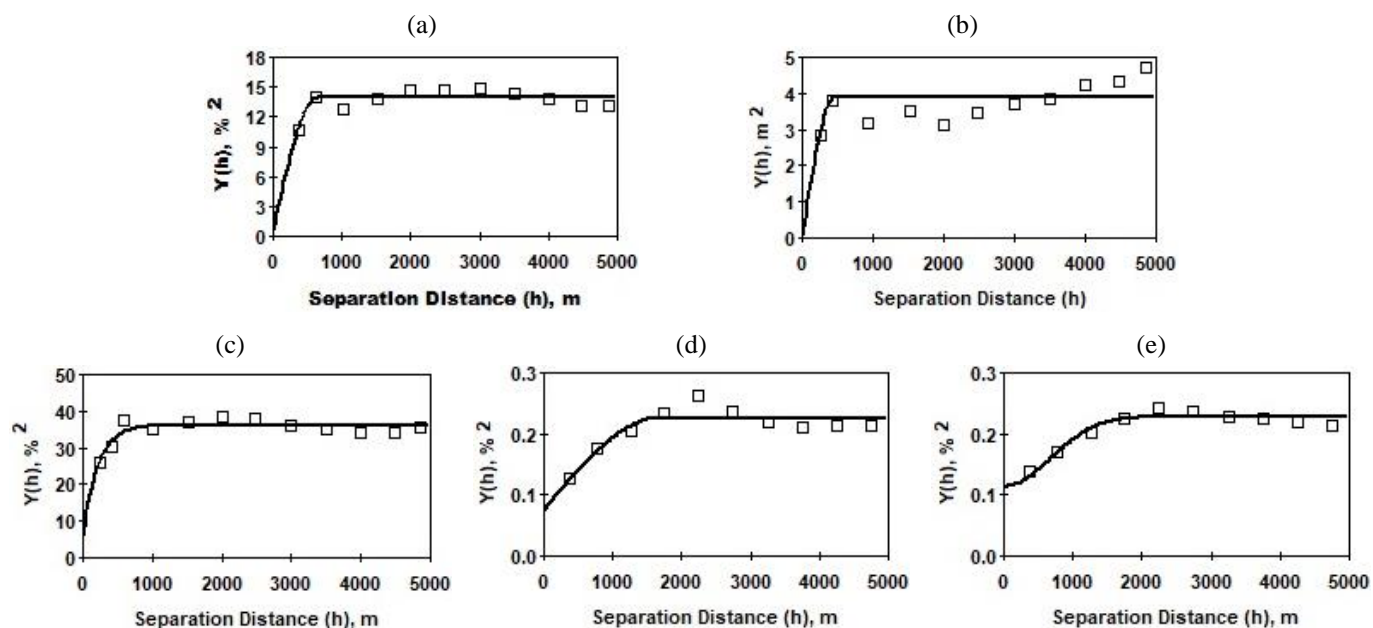 (a)
(b)
18
15
12
9
6
3
0
Y(h), % 2
0 1000 2000 3000 4000 5000
Separation Distance (h), m
5
4
3
2
1
0
Y(h), m 2
0 1000 2000 3000 4000 5000
Separation Distance (h)
(c)
(d)
(e)
50
40
30
20
10
0
Y(h), % 2
0 1000 2000 3000 4000 5000
Separation Distance (h), m
0.3
0.2
0.1
0.0
Y(h), % 2
0 1000 2000 3000 4000 5000
Separation Distance (h), m
0.3
0.2
0.1
0.0
Y(h), % 2
0 1000 2000 3000 4000 5000
Separation Distance (h), m